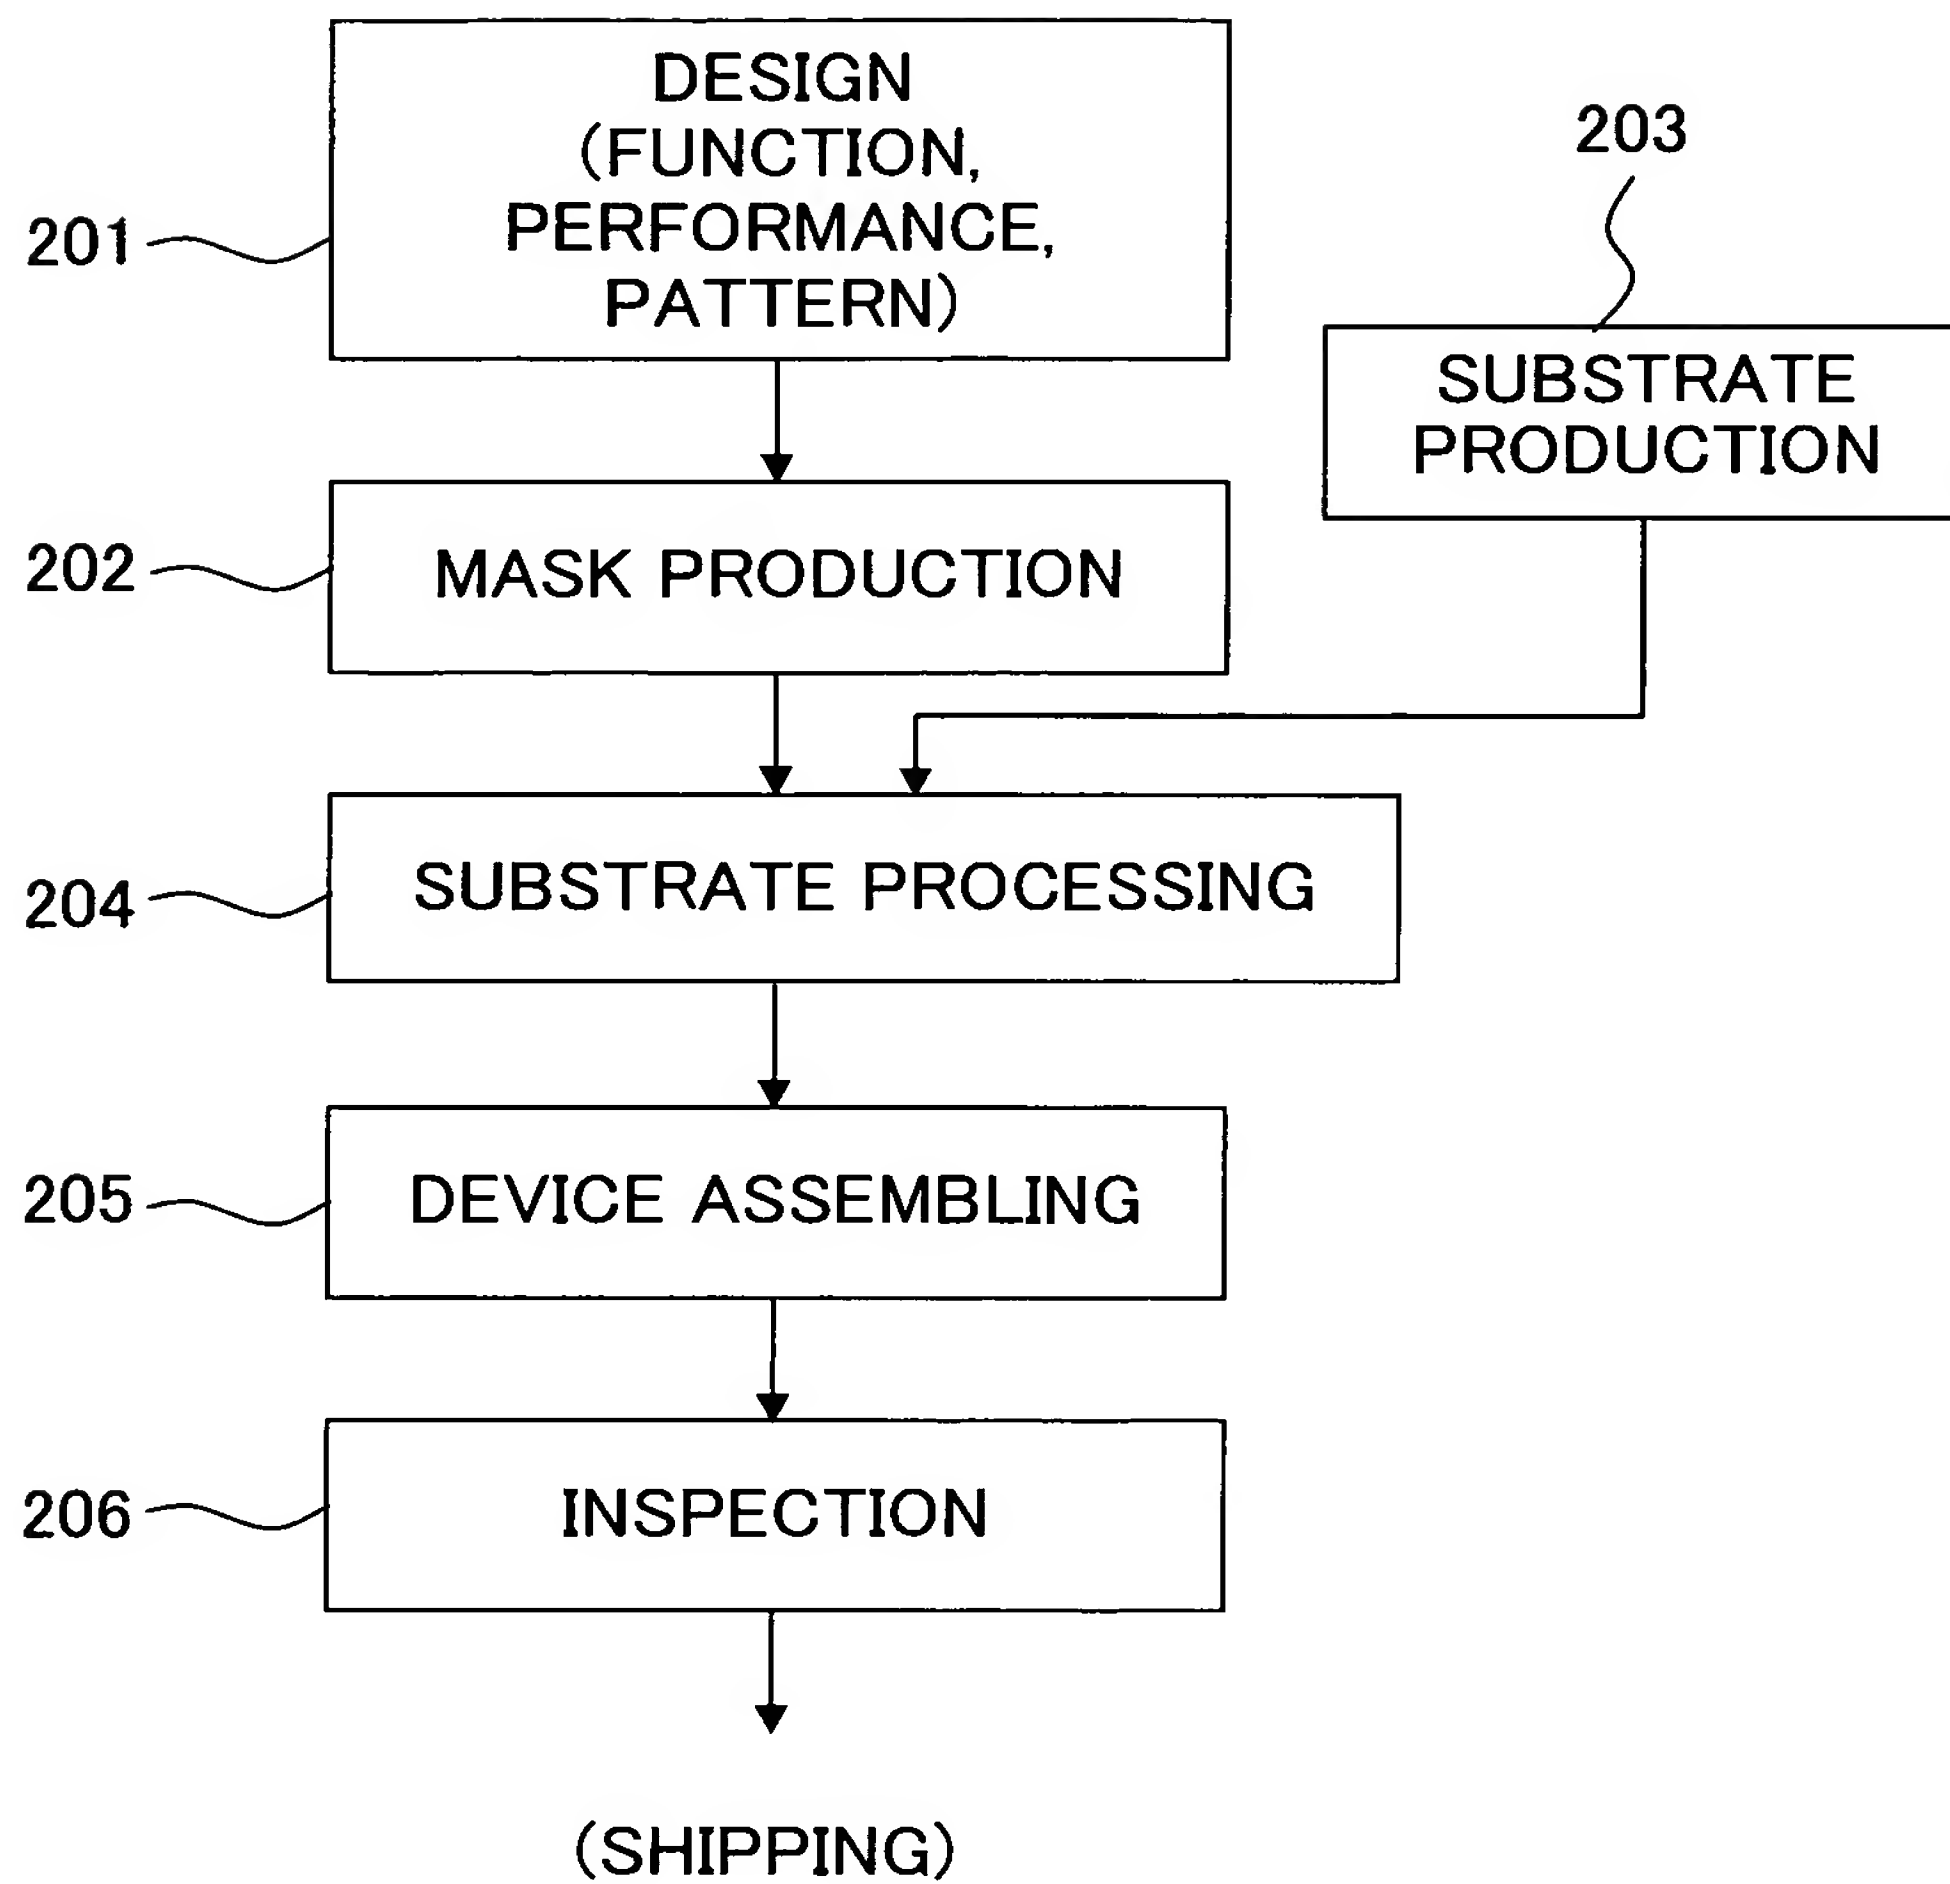 DESIGN
(FUNCTION,
PERFORMANCE,
PATTERN)
201
203
SUBSTRATE
PRODUCTION
202
MASK PRODUCTION
204
SUBSTRATE PROCESSING
205
DEVICE ASSEMBLING
206
INSPECTION
(SHIPPING)